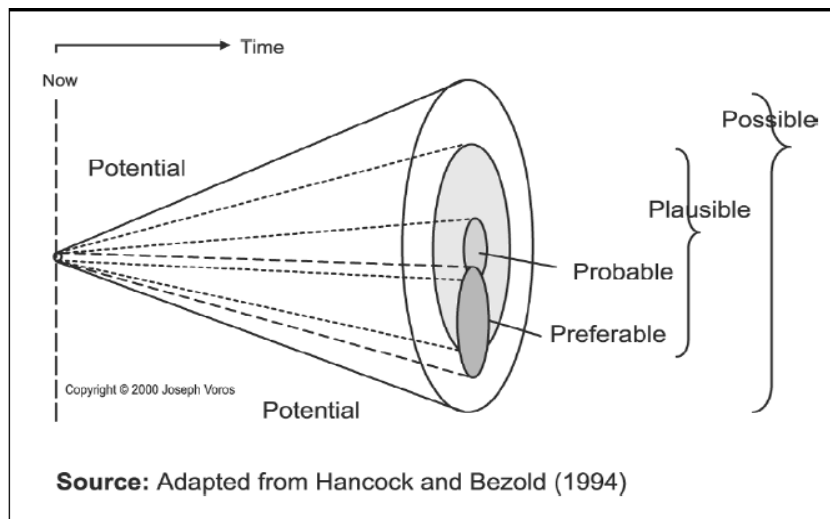 Time
Now
Possible
Potential
Plausible
Probable
Preferable
Copyright © 2000 Joseph Voros
Potential
Source: Adapted from Hancock and Bezold (1994)